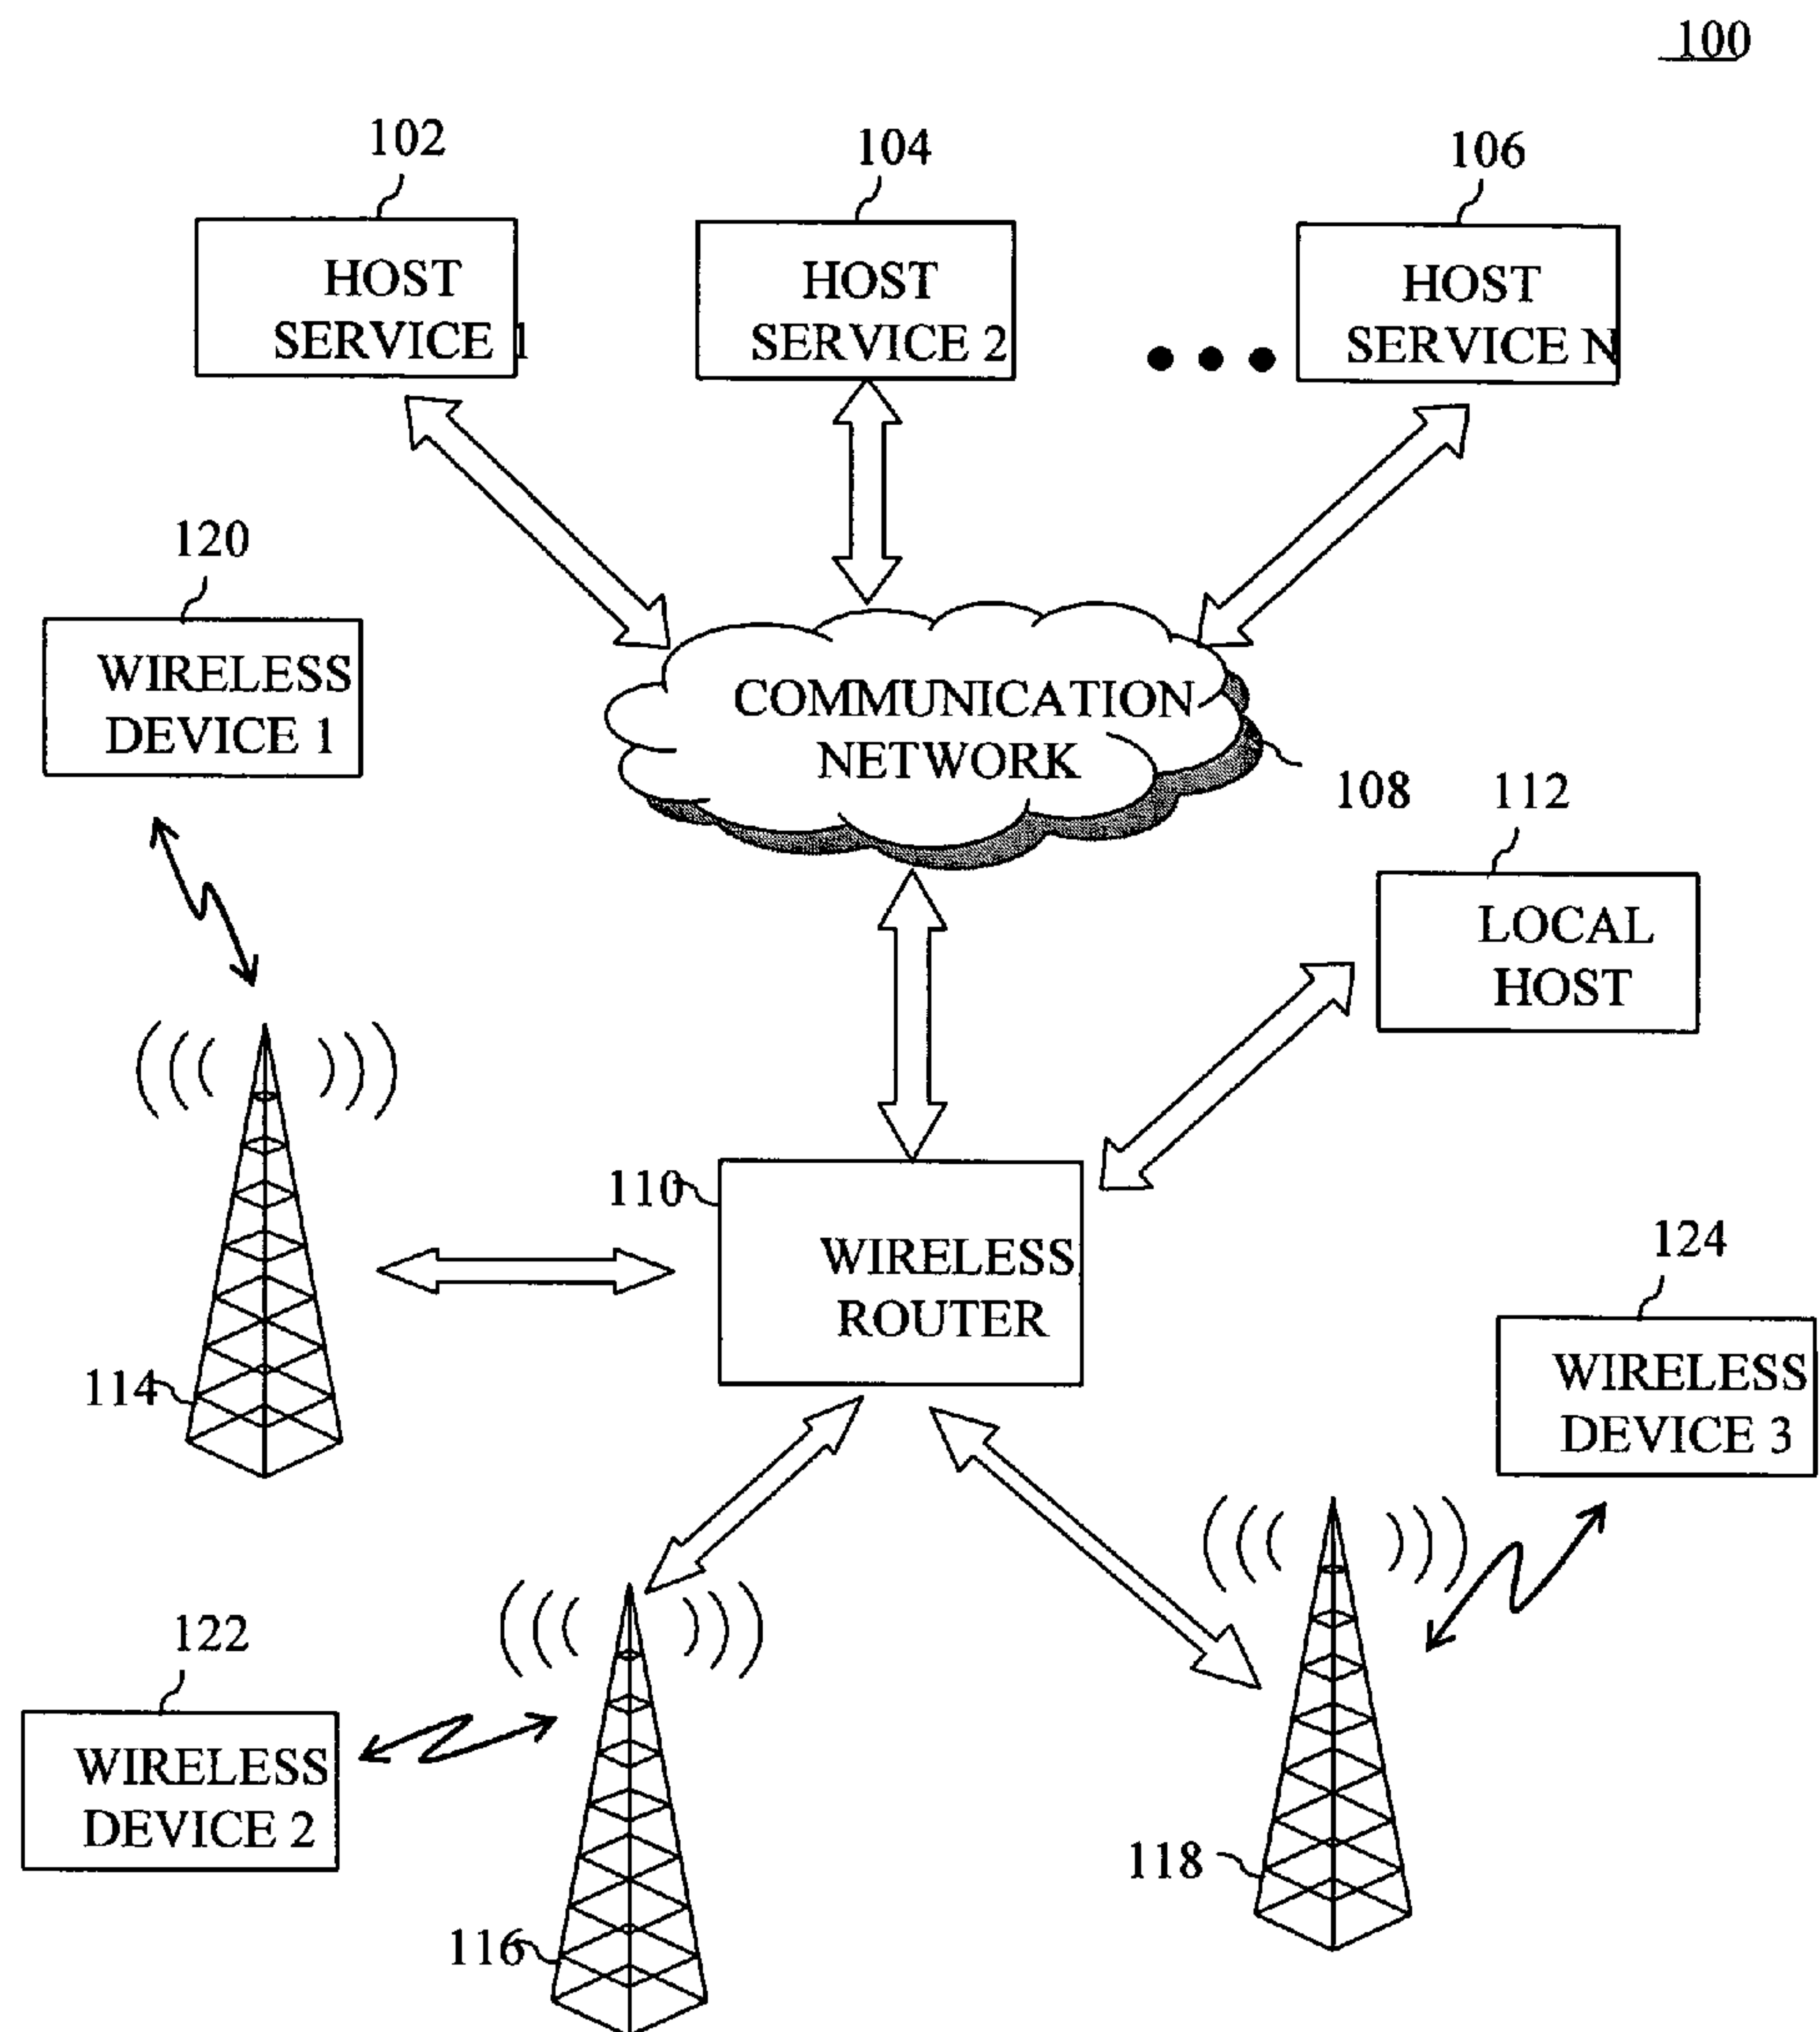 100
102
104
106
HOST
SERVICE 1
HOST
SERVICE 2
HOST
SERVICE N
120
WIRELESS
DEVICE 1
COMMUNICATION
NETWORK
108
112
LOCAL
HOST
110
WIRELESS
ROUTER
124
WIRELESS
DEVICE 3
114
122
WIRELESS
DEVICE 2
118
116